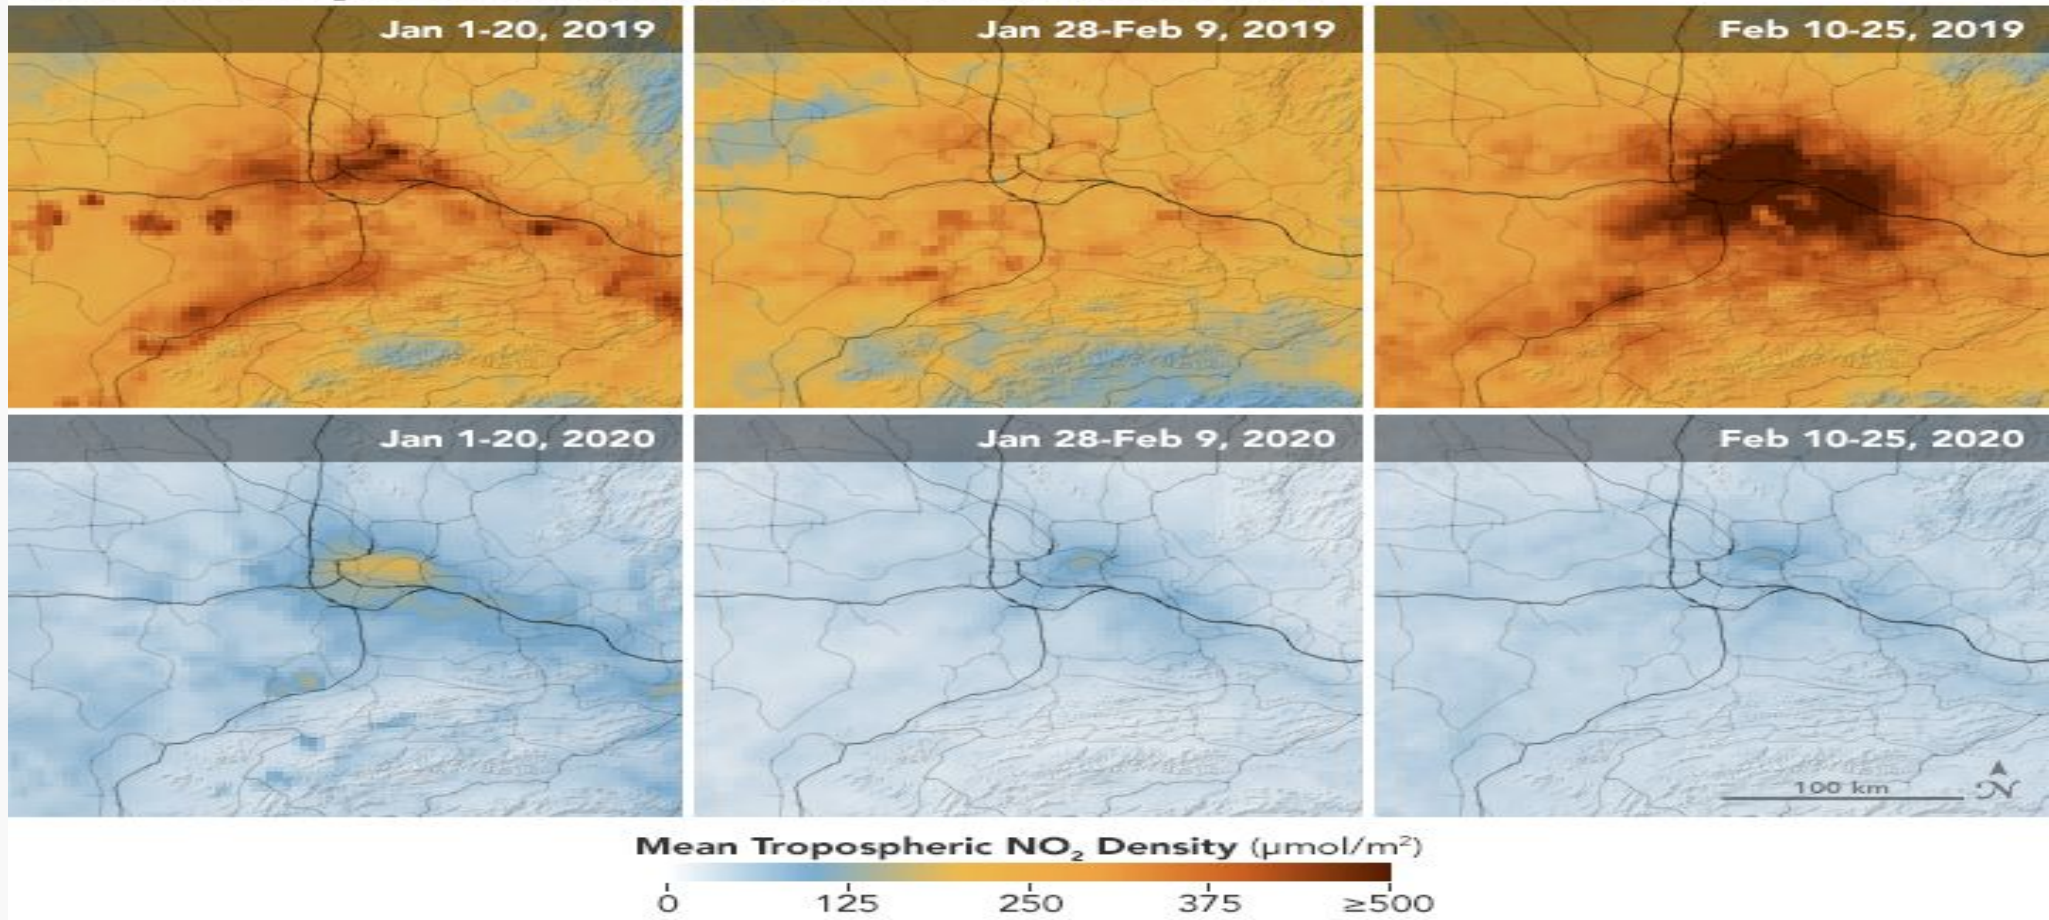 Jan 1-20, 2019
Jan 28-Feb 9, 2019
Feb 10-25, 2019
Jan 1-20, 2020
Jan 28-Feb 9, 2020
Feb 10-25, 2020
100 km
N
Mean Tropospheric NO₂ Density (µmol/m²)
0 125 250 375 ≥500